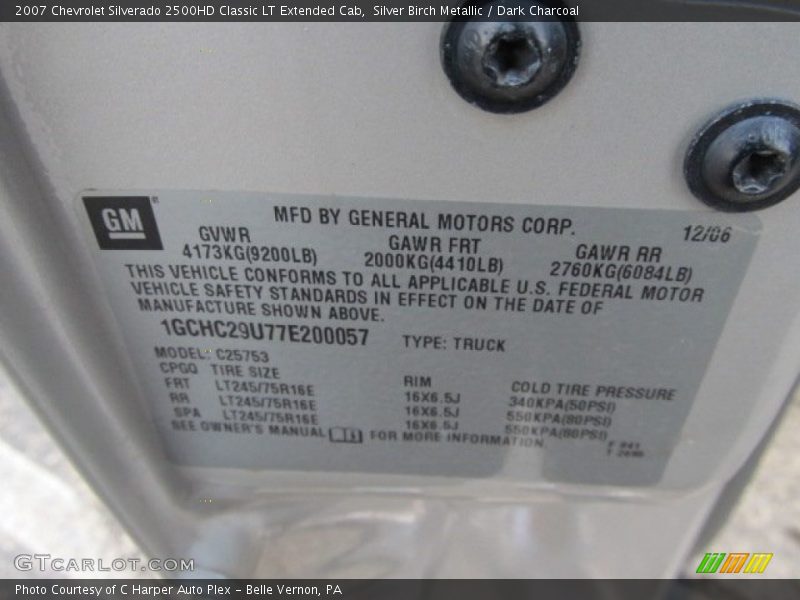 2007 Chevrolet Silverado 2500HD Classic LT Extended Cab, Silver Birch Metallic / Dark Charcoal
GM
MFD BY GENERAL MOTORS CORP. 12/06
GVWR GAWR FRT GAWR RR
4173KG(9200LB) 2000KG(4410LB) 2760KG(6084LB)
THIS VEHICLE CONFORMS TO ALL APPLICABLE U.S. FEDERAL MOTOR
VEHICLE SAFETY STANDARDS IN EFFECT ON THE DATE OF
MANUFACTURE SHOWN ABOVE.
1GCHC29U77E200057 TYPE: TRUCK
MODEL: C25753
CPGO TIRE SIZE RIM COLD TIRE PRESSURE
FRT LT245/75R16E 16X6.5J 340KPA(50PSI)
RR LT245/75R16E 16X6.5J 550KPA(80PSI)
SPA LT245/75R16E 16X6.5J 550KPA(80PSI)
SEE OWNER'S MANUAL FOR MORE INFORMATION
GTCARLOT.COM
Photo Courtesy of C Harper Auto Plex – Belle Vernon, PA